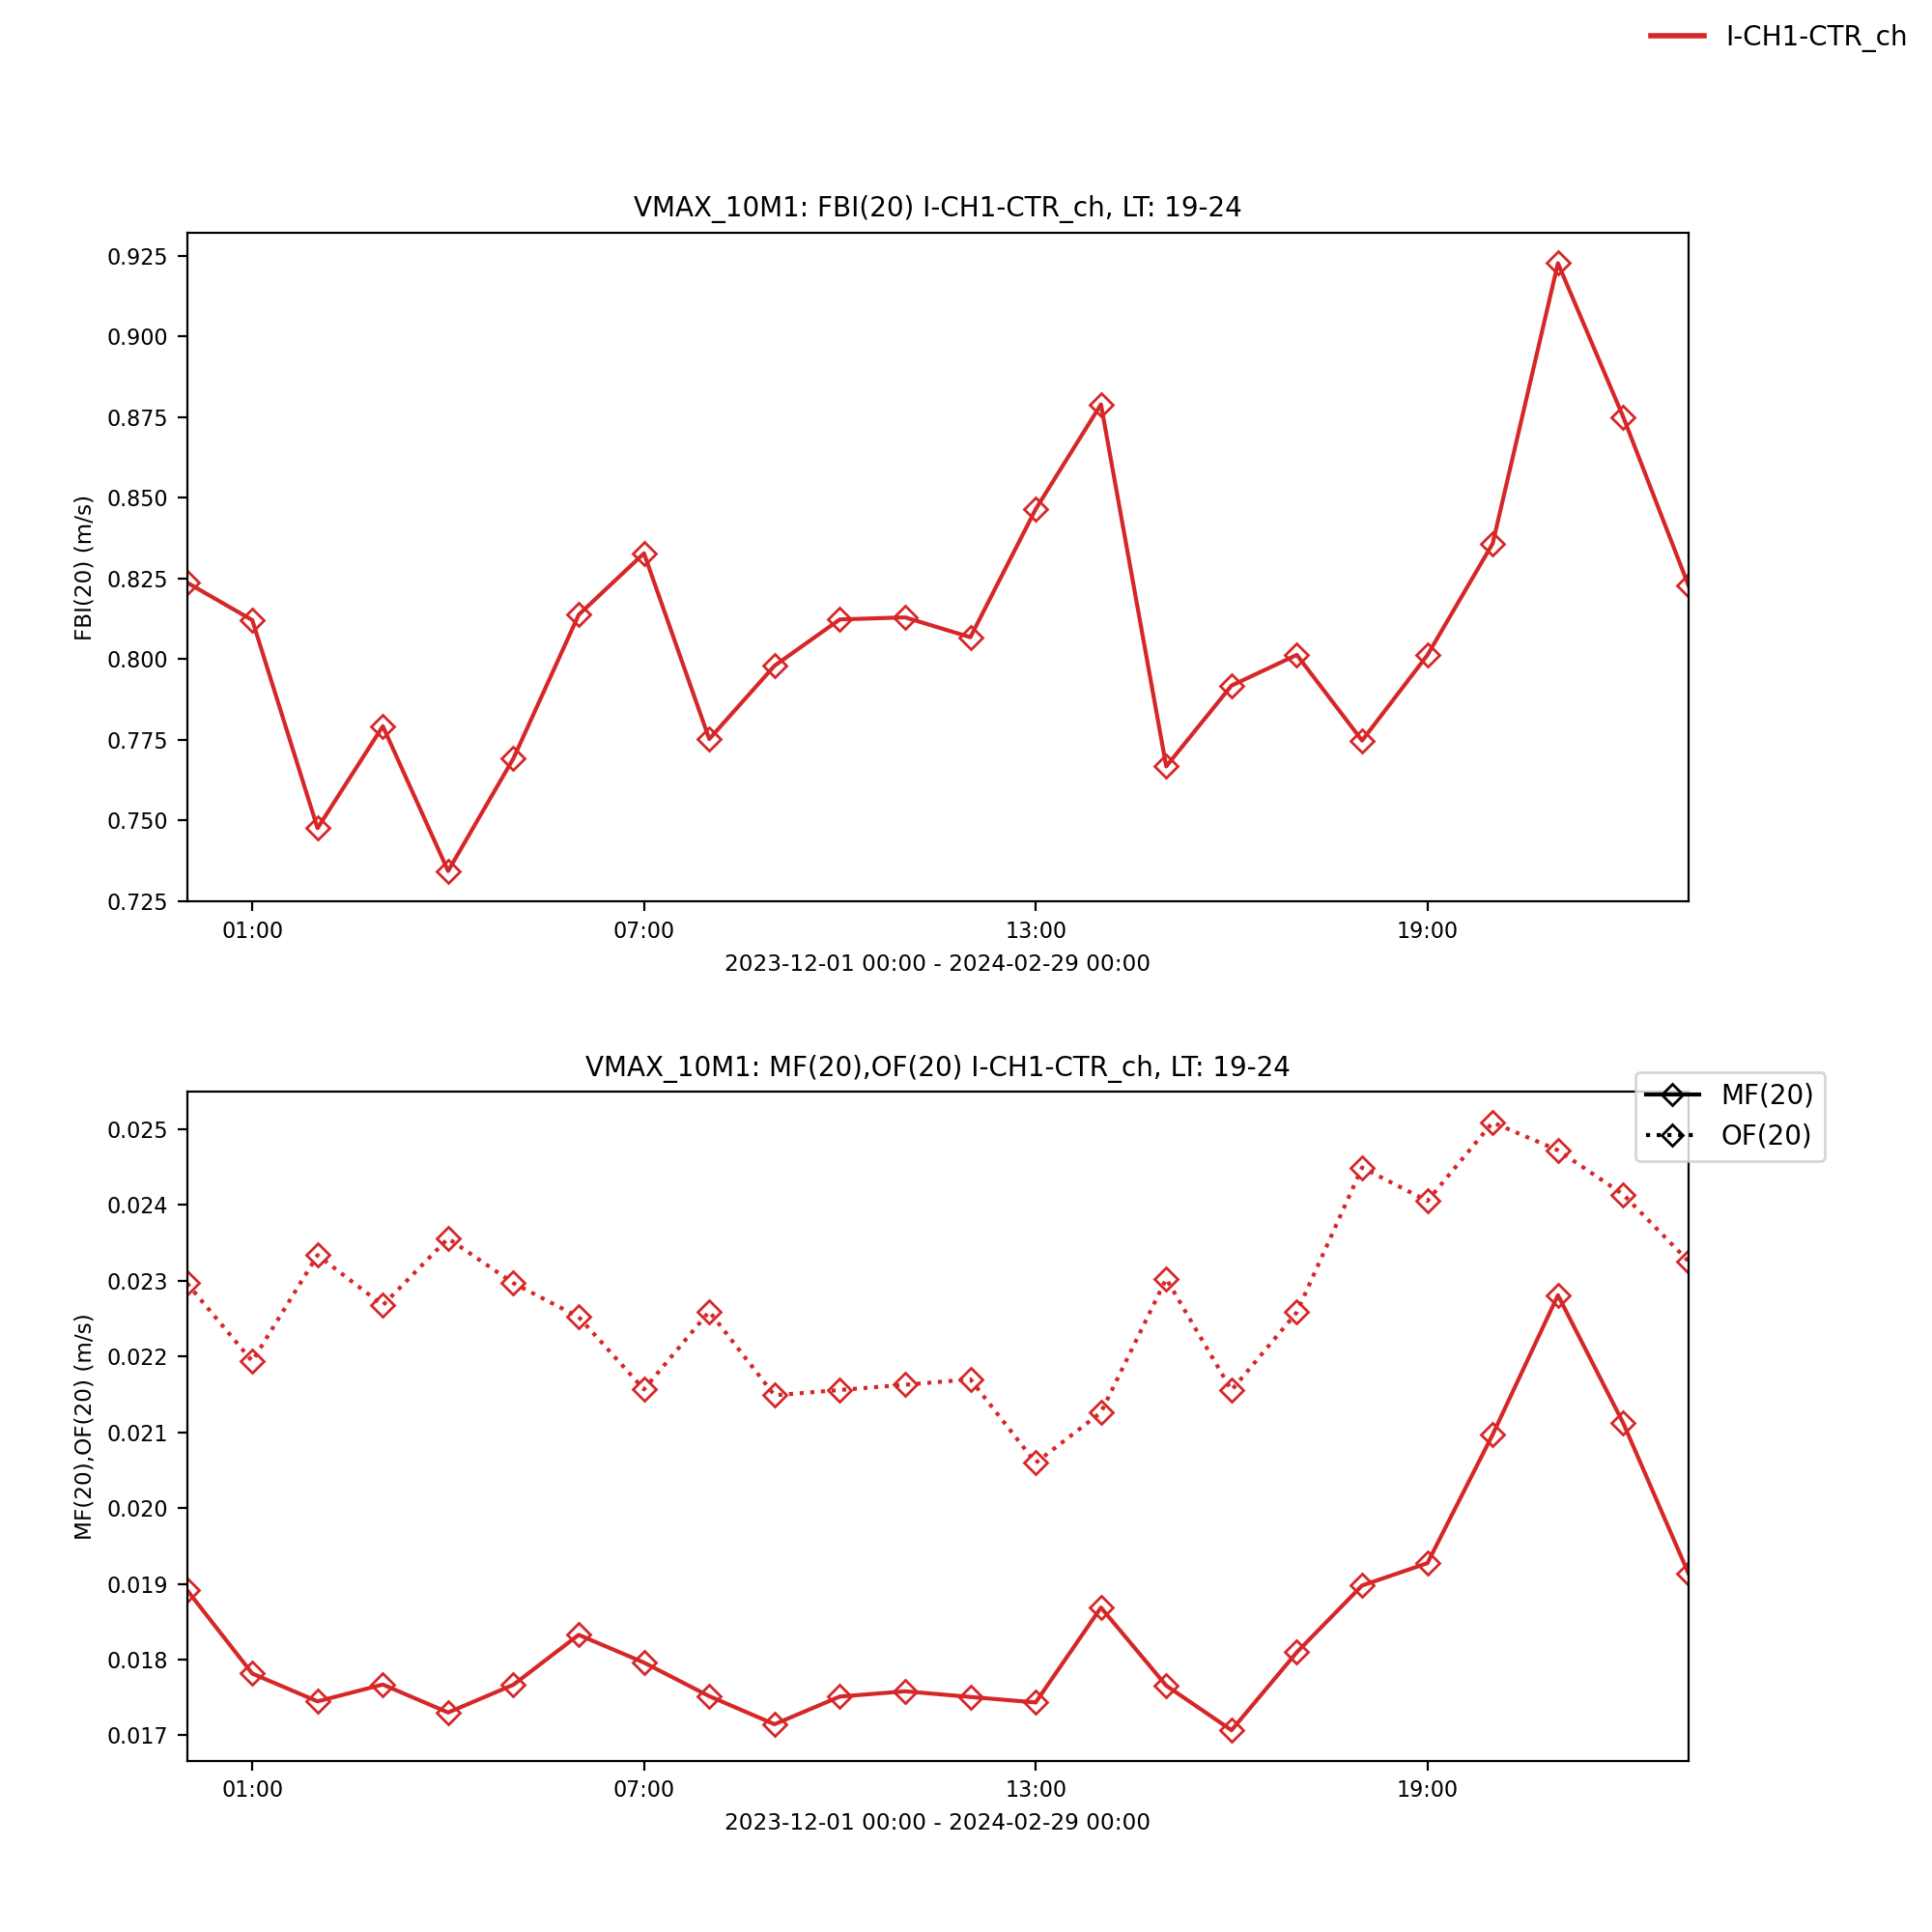 I-CH1-CTR_ch
VMAX_10M1: FBI(20) I-CH1-CTR_ch, LT: 19-24
FBI(20) (m/s)
0.925
0.900
0.875
0.850
0.825
0.800
0.775
0.750
0.725
01:00 07:00 13:00 19:00
2023-12-01 00:00 - 2024-02-29 00:00
VMAX_10M1: MF(20),OF(20) I-CH1-CTR_ch, LT: 19-24
MF(20)
OF(20)
MF(20),OF(20) (m/s)
0.025
0.024
0.023
0.022
0.021
0.020
0.019
0.018
0.017
01:00 07:00 13:00 19:00
2023-12-01 00:00 - 2024-02-29 00:00